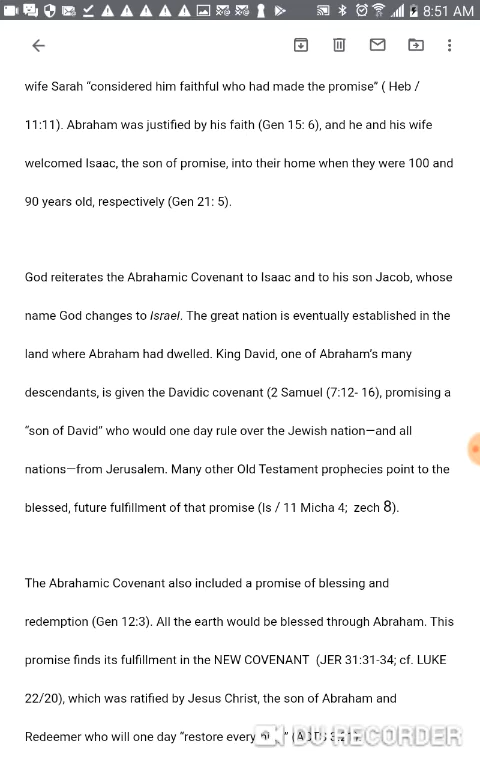 8:51 AM
wife Sarah “considered him faithful who had made the promise” ( Heb /
11:11). Abraham was justified by his faith (Gen 15: 6), and he and his wife
welcomed Isaac, the son of promise, into their home when they were 100 and
90 years old, respectively (Gen 21: 5).
God reiterates the Abrahamic Covenant to Isaac and to his son Jacob, whose
name God changes to Israel. The great nation is eventually established in the
land where Abraham had dwelled. King David, one of Abraham’s many
descendants, is given the Davidic covenant (2 Samuel (7:12- 16), promising a
“son of David” who would one day rule over the Jewish nation—and all
nations—from Jerusalem. Many other Old Testament prophecies point to the
blessed, future fulfillment of that promise (Is / 11 Micha 4; zech 8).
The Abrahamic Covenant also included a promise of blessing and
redemption (Gen 12:3). All the earth would be blessed through Abraham. This
promise finds its fulfillment in the NEW COVENANT (JER 31:31-34; cf. LUKE
22/20), which was ratified by Jesus Christ, the son of Abraham and
Redeemer who will one day “restore
DU RECORDER